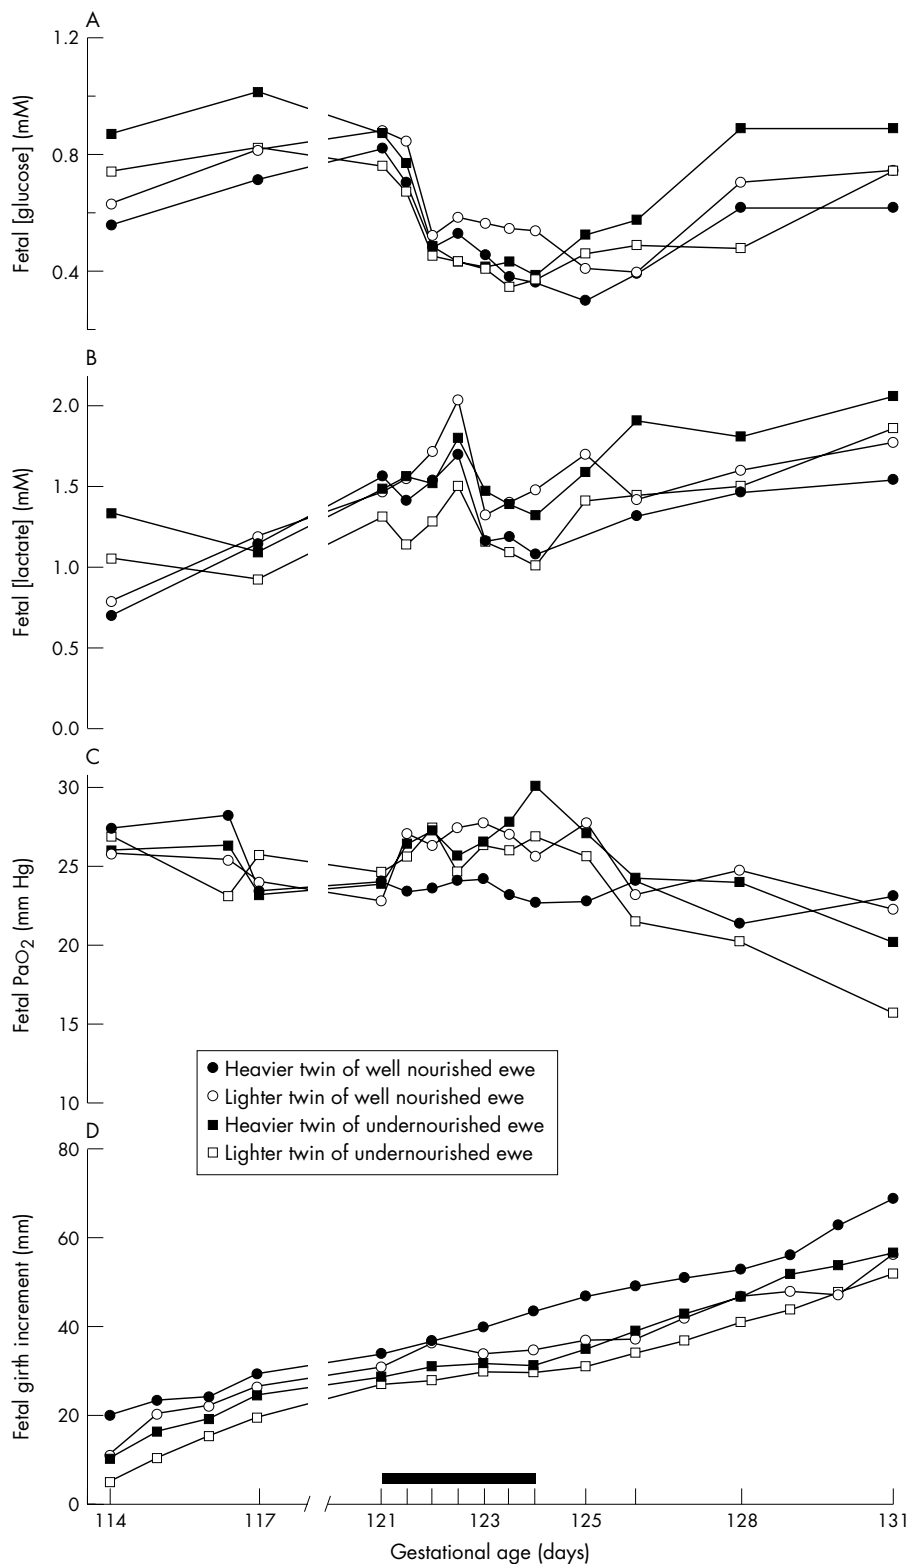 A
1.2
0.8
0.4
Fetal [glucose] (mM)
B
2.0
1.5
1.0
0.5
0.0
Fetal [lactate] (mM)
C
30
25
20
15
10
Fetal PaO2 (mm Hg)
Heavier twin of well nourished ewe
Lighter twin of well nourished ewe
Heavier twin of undernourished ewe
Lighter twin of undernourished ewe
D
80
60
40
20
0
Fetal girth increment (mm)
114 117 121 123 125 128 131
Gestational age (days)